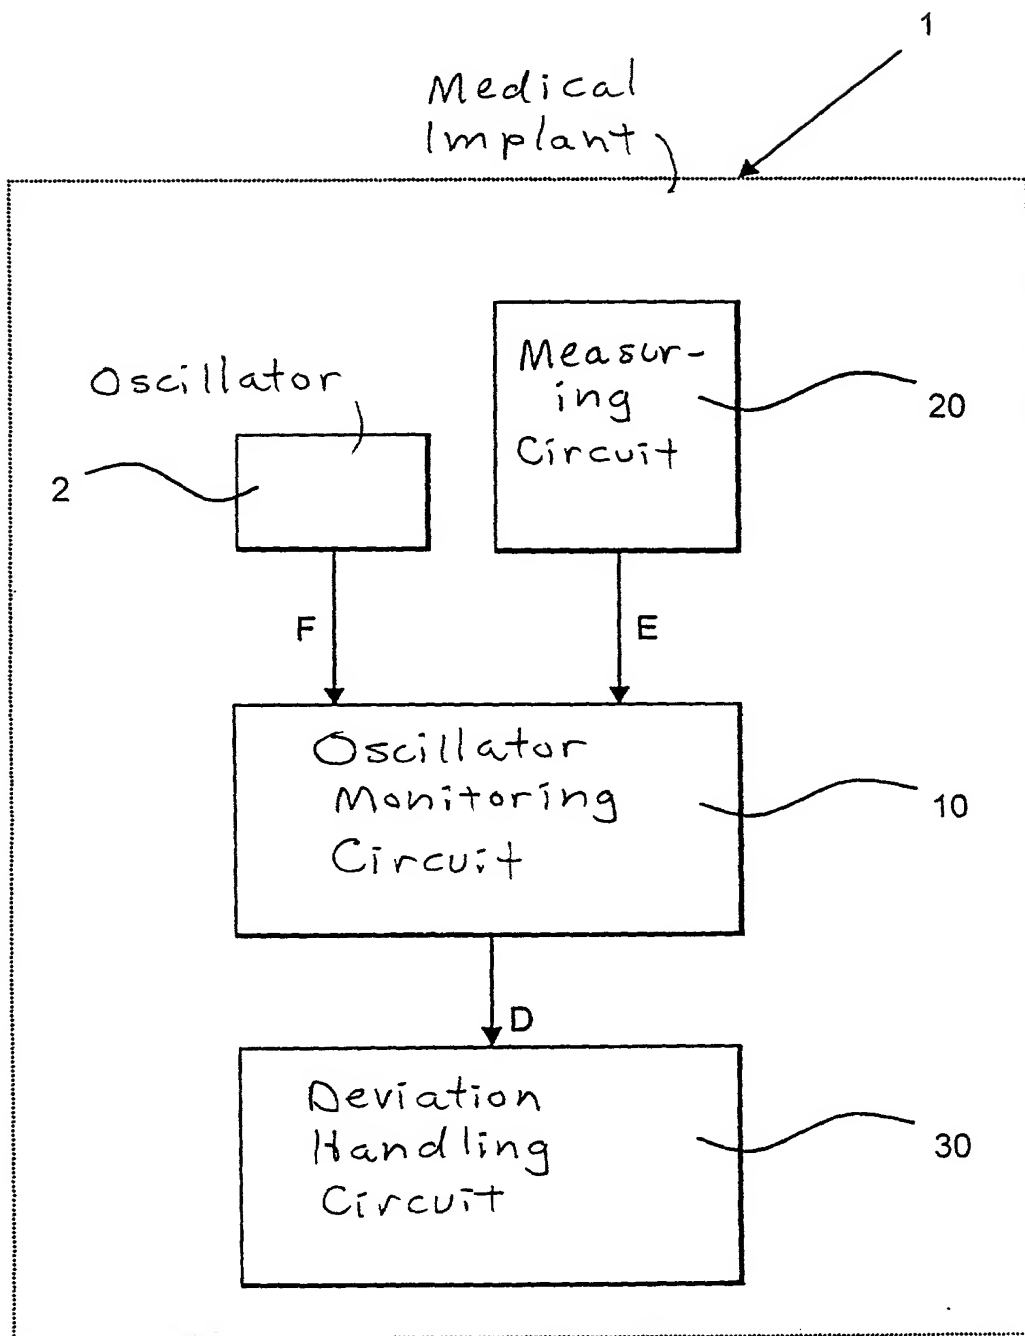 1
Medical
Implant
Oscillator
2
Measur-
ing
Circuit
20
F
E
Oscillator
Monitoring
Circuit
10
D
Deviation
Handling
Circuit
30